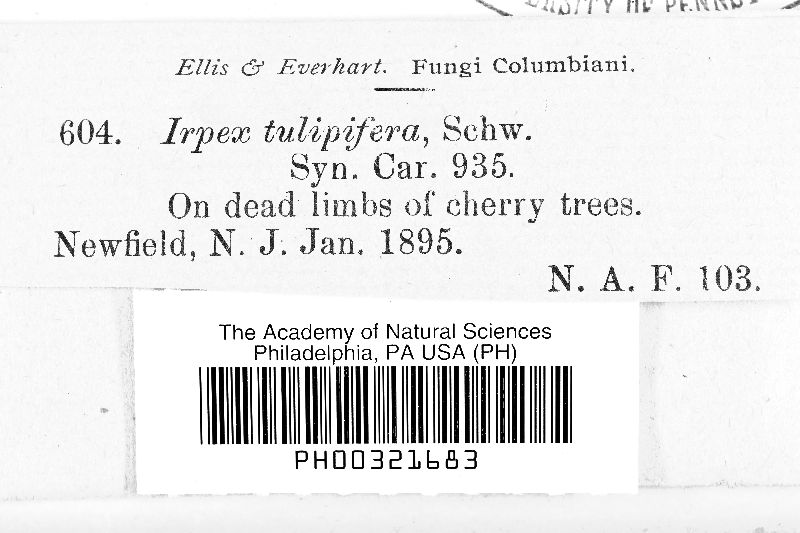 Ellis & Everhart. Fungi Columbiani.
604. Irpex tulipifera, Schw.
Syn. Car. 935.
On dead limbs of cherry trees.
Newfield, N. J. Jan. 1895.
N. A. F. 103.
The Academy of Natural Sciences
Philadelphia, PA USA (PH)
PH00321683